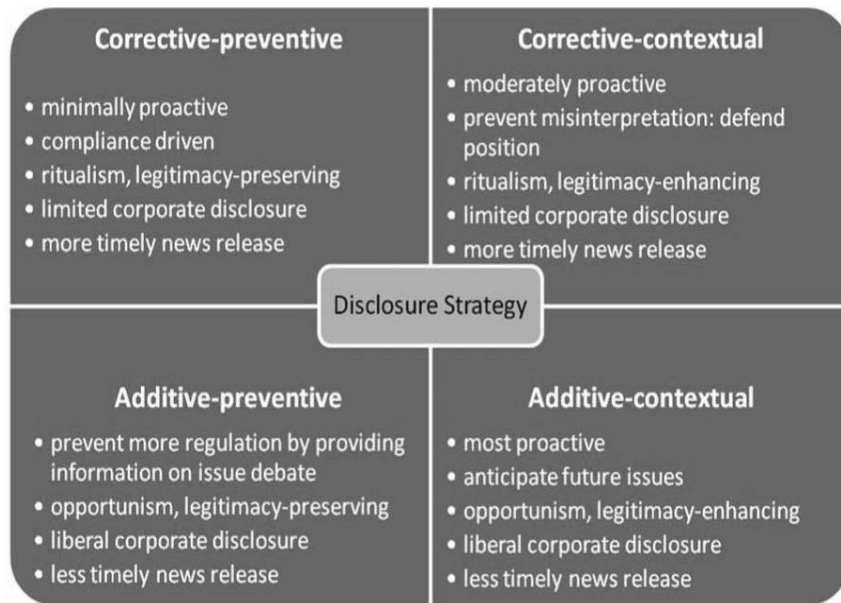 Corrective-preventive
• minimally proactive
• compliance driven
• ritualism, legitimacy-preserving
• limited corporate disclosure
• more timely news release
Corrective-contextual
• moderately proactive
• prevent misinterpretation: defend
position
• ritualism, legitimacy-enhancing
• limited corporate disclosure
• more timely news release
Disclosure Strategy
Additive-preventive
• prevent more regulation by providing
information on issue debate
• opportunism, legitimacy-preserving
• liberal corporate disclosure
• less timely news release
Additive-contextual
• most proactive
• anticipate future issues
• opportunism, legitimacy-enhancing
• liberal corporate disclosure
• less timely news release